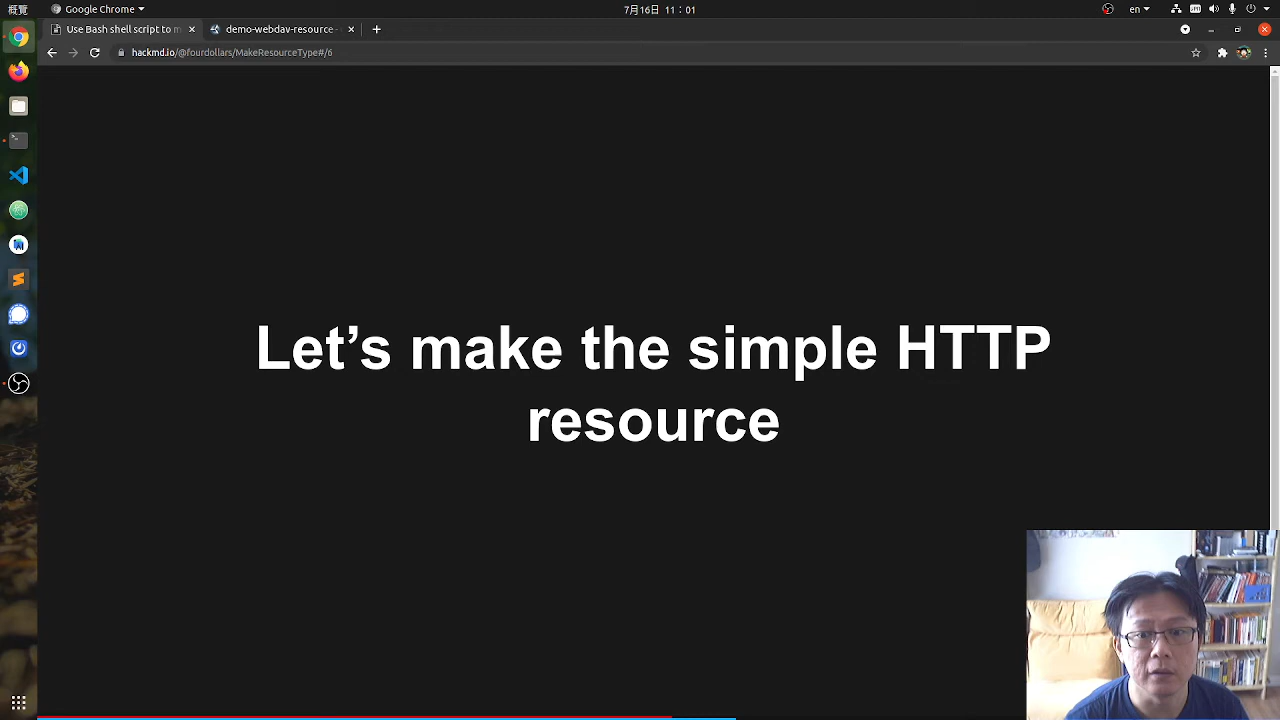 概覽
Google Chrome
7月16日 11：01
en
Use Bash shell script to m
demo-webdav-resource -
hackmd.io/@fourdollars/MakeResourceType#/6
Let’s make the simple HTTP
resource